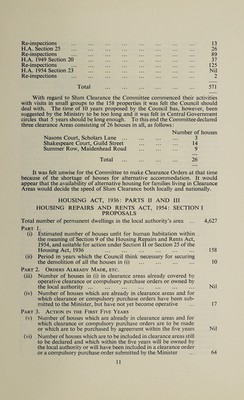 Re-inspections ... ... ... ... ... ... 13
H.A. Section 25 ... ... ... ... ... ... 26
Re-inspections ... ... ... ... ... ... 89
H.A. 1949 Section 20 ... ... ... ... ... 37
Re-inspections ... ... ... ... ... ... 125
H.A. 1954 Section 23 ... ... ... ... ... Nil
Re-inspections ... ... ... ... ... ... 2
Total ... ... ... 571
With regard to Slum Clearance the Committee commenced their activities
with visits in small groups to the 158 properties it was felt the Council should
deal with. The time of 10 years proposed by the Council has, however, been
suggested by the Ministry to be too long and it was felt in Central Government
circles that 5 years should be long enough. To this end the Committee declared
three clearance Areas consisting of 26 houses in all, as follows:
Number of houses
Nasons Court, Scholars Lane ... ... ... 3
Shakespeare Court, Guild Street ... ... 14
Summer Row, Maidenhead Road ... ... 9
Total ... ... 26
It was felt unwise for the Committee to make Clearance Orders at that time
because of the shortage of houses for alternative accommodation. It would
appear that the availability of alternative housing for families living in Clearance
Areas would decide the speed of Slum Clearance both locally and nationally.
HOUSING ACT, 1936: PARTS II AND III
HOUSING REPAIRS AND RENTS ACT, 1954: SECTION I
PROPOSALS
Total number of permanent dwellings in the local authority's area ... 4,627
PART 1.
(i) Estimated number of houses unfit for human habitation within
the meaning of Section 9 of the Housing Repairs and Rents Act,
1954, and suitable for action under Section II or Section 25 of the
Housing Act, 1936 ... ... ... ... ... 158
(ii) Period in years which the Council think necessary for securing
the demolition of all the houses in (i) ... ... ... 10
PART 2. ORDERS ALREADY MADE, ETC.
(iii) Number of houses in (i) in clearance areas already covered by
operative clearance or compulsory purchase orders or owned by
the local authority ... ... ... ... ... Nil
(iv) Number of houses which are already in clearance areas and for
which clearance or compulsory purchase orders have been sub-
mitted to the Minister, but have not yet become operative ... 17
PART 3. ACTION IN THE FIRST FIVE YEARS
(v) Number of houses which are already in clearance areas and for
which clearance or compulsory purchase orders are to be made
or which are to be purchased by agreement within the five years Nil
(vi) Number of houses which are to be included in clearance areas still
to be declared and which within the five years will be owned by
the local authority or will have been included in a clearance order
or a compulsory purchase order submitted by the Minister ... 64
11